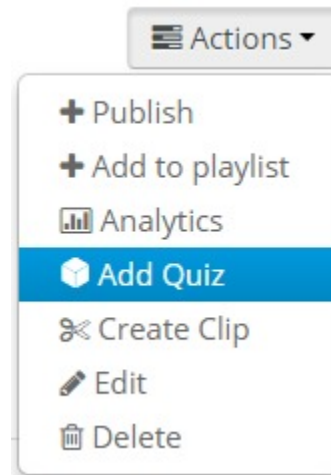 Actions
Publish
Add to playlist
Analytics
Add Quiz
Create Clip
Edit
Delete